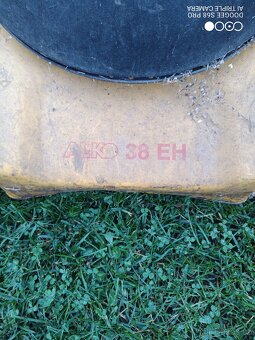 DOOGEE S68 PRO
AI TRIPLE CAMERA
AL-KO 38 EH